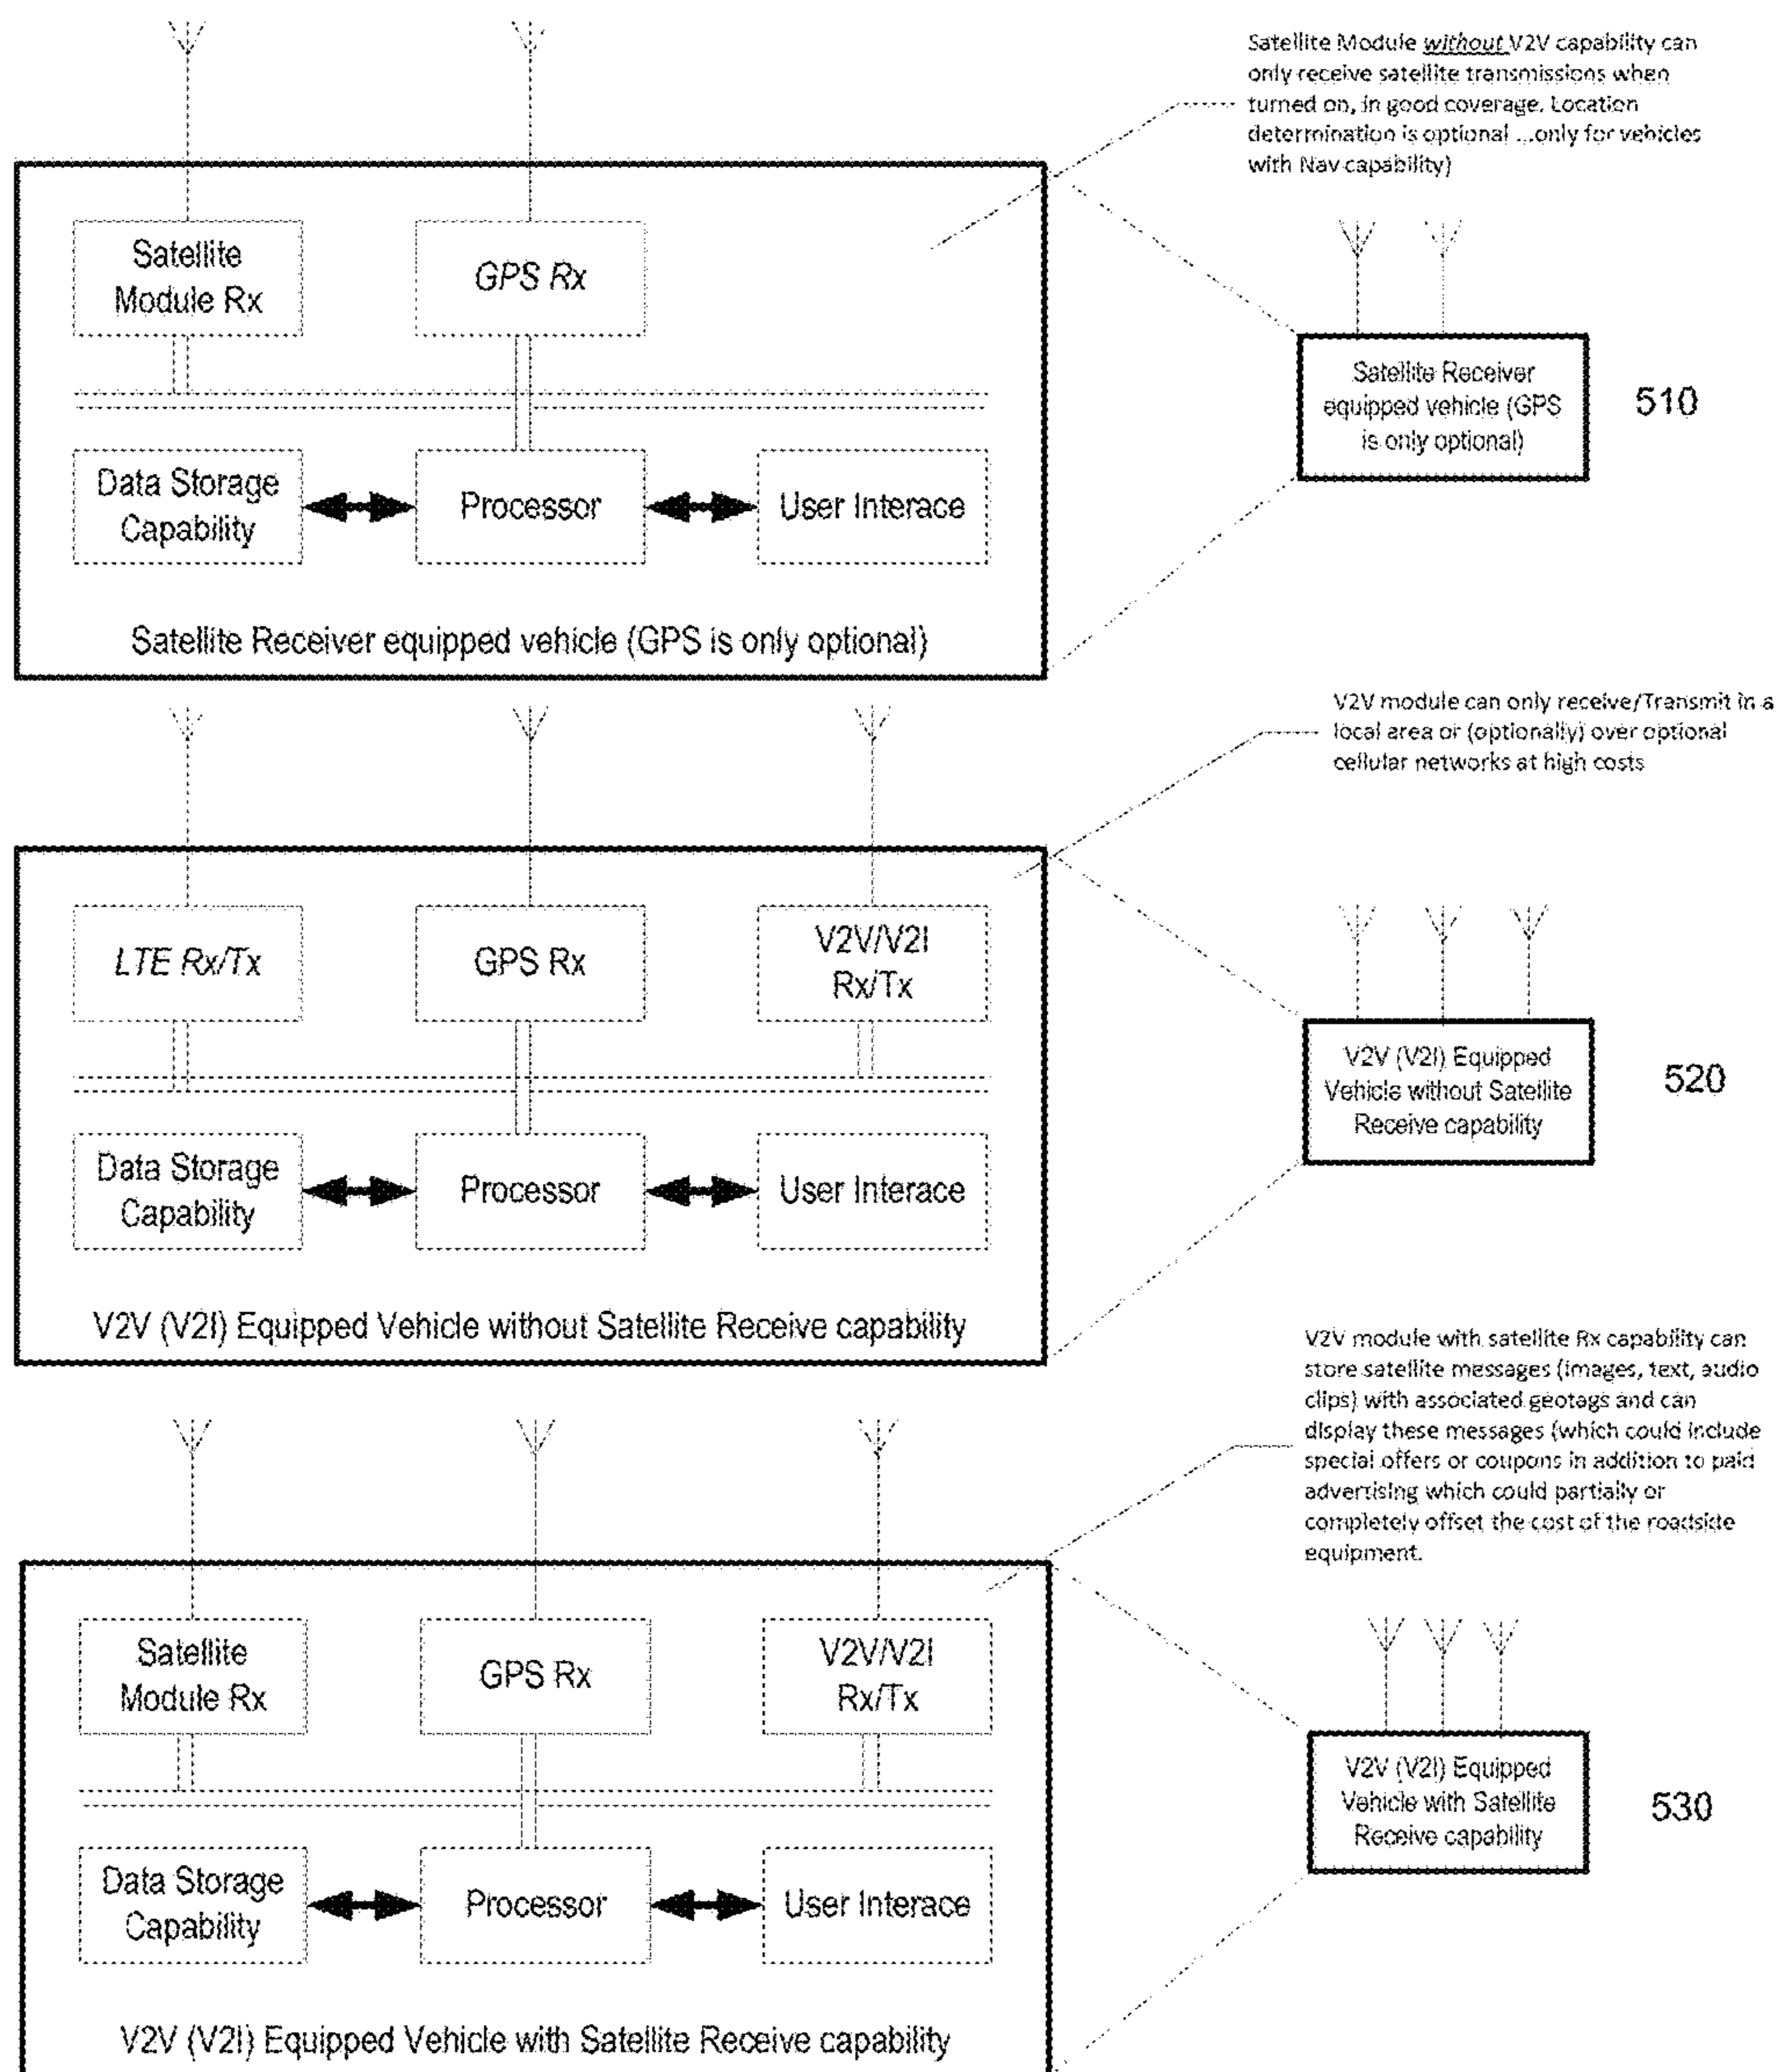 Satellite Module without V2V capability can
only receive satellite transmissions when
turned on, in good coverage. Location
determination is optional ...only for vehicles
with Nav capability)
Satellite
Module Rx
GPS Rx
Data Storage
Capability
Processor
User Interace
Satellite Receiver equipped vehicle (GPS is only optional)
Satellite Receiver
equipped vehicle (GPS
is only optional)
510
V2V module can only receive/Transmit in a
local area or (optionally) over optional
cellular networks at high costs
LTE Rx/Tx
GPS Rx
V2V/V2I
Rx/Tx
Data Storage
Capability
Processor
User Interace
V2V (V2I) Equipped Vehicle without Satellite Receive capability
V2V (V2I) Equipped
Vehicle without Satellite
Receive capability
520
V2V module with satellite Rx capability can
store satellite messages (images, text, audio
clips) with associated geotags and can
display these messages (which could include
special offers or coupons in addition to paid
advertising which could partially or
completely offset the cost of the roadside
equipment.
Satellite
Module Rx
GPS Rx
V2V/V2I
Rx/Tx
Data Storage
Capability
Processor
User Interace
V2V (V2I) Equipped Vehicle with Satellite Receive capability
V2V (V2I) Equipped
Vehicle with Satellite
Receive capability
530